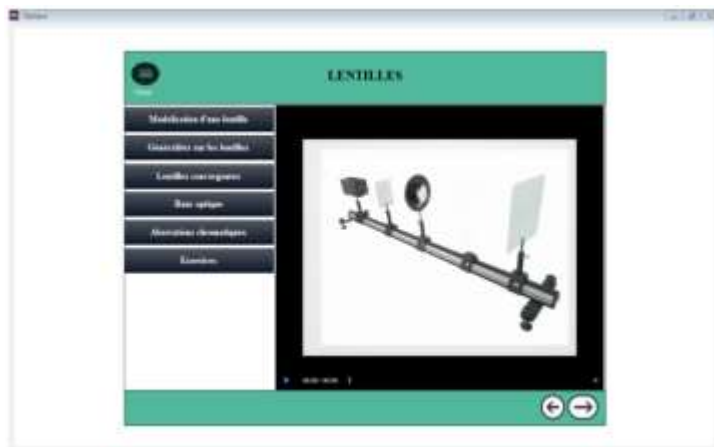 LENTILLES
Modélisation d'une lentille
Généralités sur les lentilles
Lentilles convergentes
Banc optique
Aberrations chromatiques
Exercices